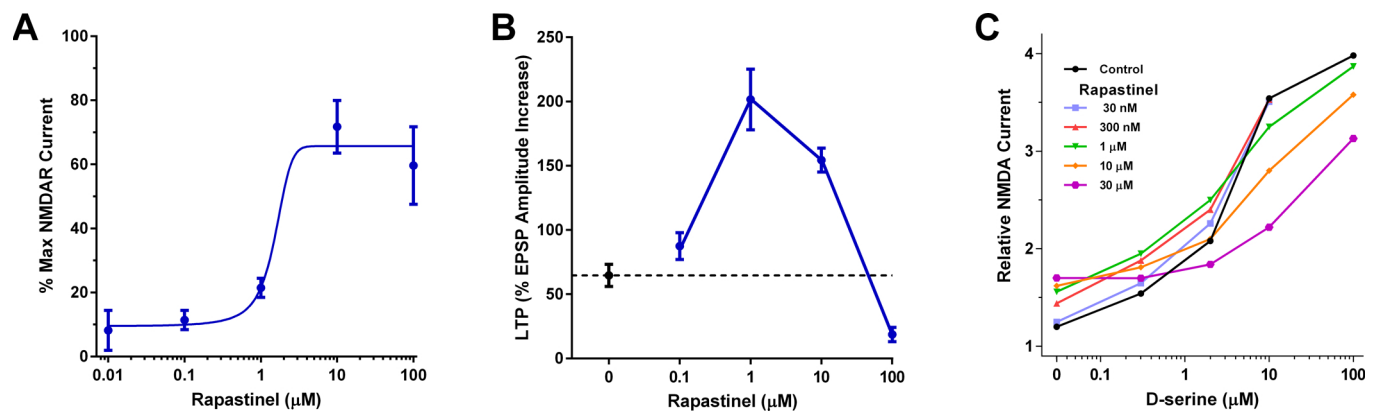 A
% Max NMDAR Current
100
80
60
40
20
0
0.01
0.1
1
10
100
Rapastinel (μM)
B
LTP (% EPSP Amplitude Increase)
250
200
150
100
50
0
0
0.1
1
10
100
Rapastinel (μM)
C
Relative NMDA Current
4
3
2
1
Control
Rapastinel
30 nM
300 nM
1 μM
10 μM
30 μM
0
0.1
1
10
100
D-serine (μM)